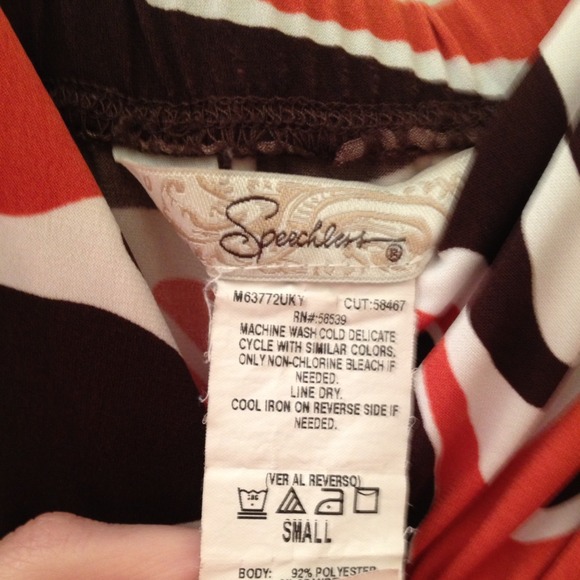 Speechless ®
M63772UKY CUT:58467
RN#:58539
MACHINE WASH COLD DELICATE
CYCLE WITH SIMILAR COLORS,
ONLY NON-CHLORINE BLEACH IF
NEEDED.
LINE DRY.
COOL IRON ON REVERSE SIDE IF
NEEDED.
(VER AL REVERSO)
SMALL
BODY: 92% POLYESTER